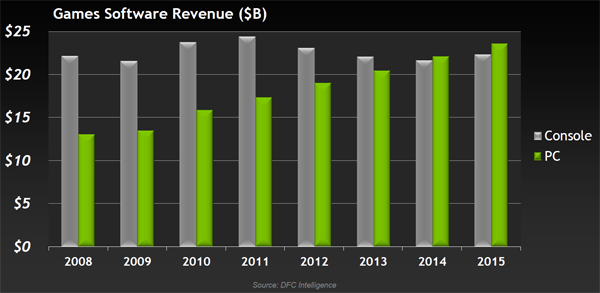 Games Software Revenue ($B)
$25
$20
$15
$10
$5
$0
2008 2009 2010 2011 2012 2013 2014 2015
Console
PC
Source: DFC Intelligence